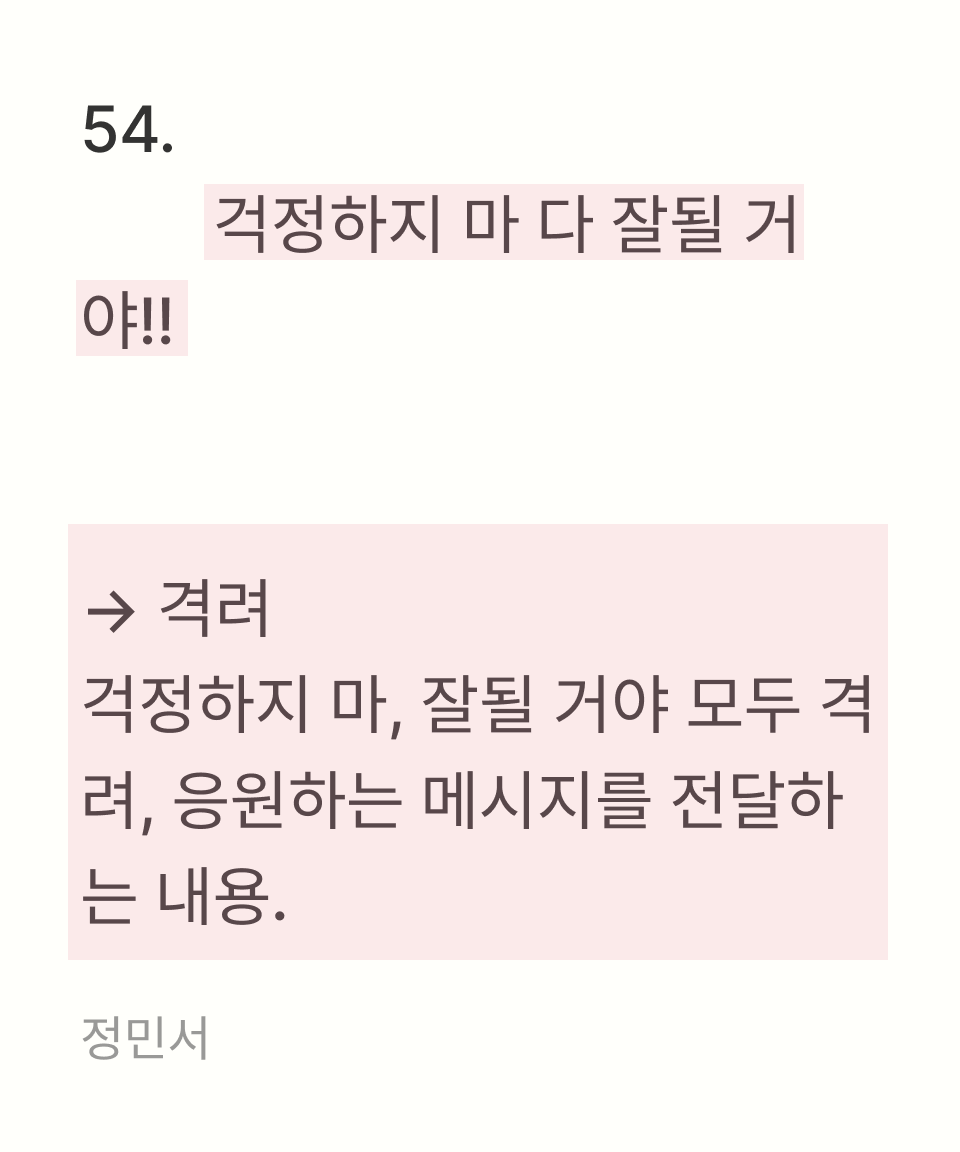 54.
걱정하지 마 다 잘될 거
야!!
→ 격려
걱정하지 마, 잘될 거야 모두 격
려, 응원하는 메시지를 전달하
는 내용.
정민서